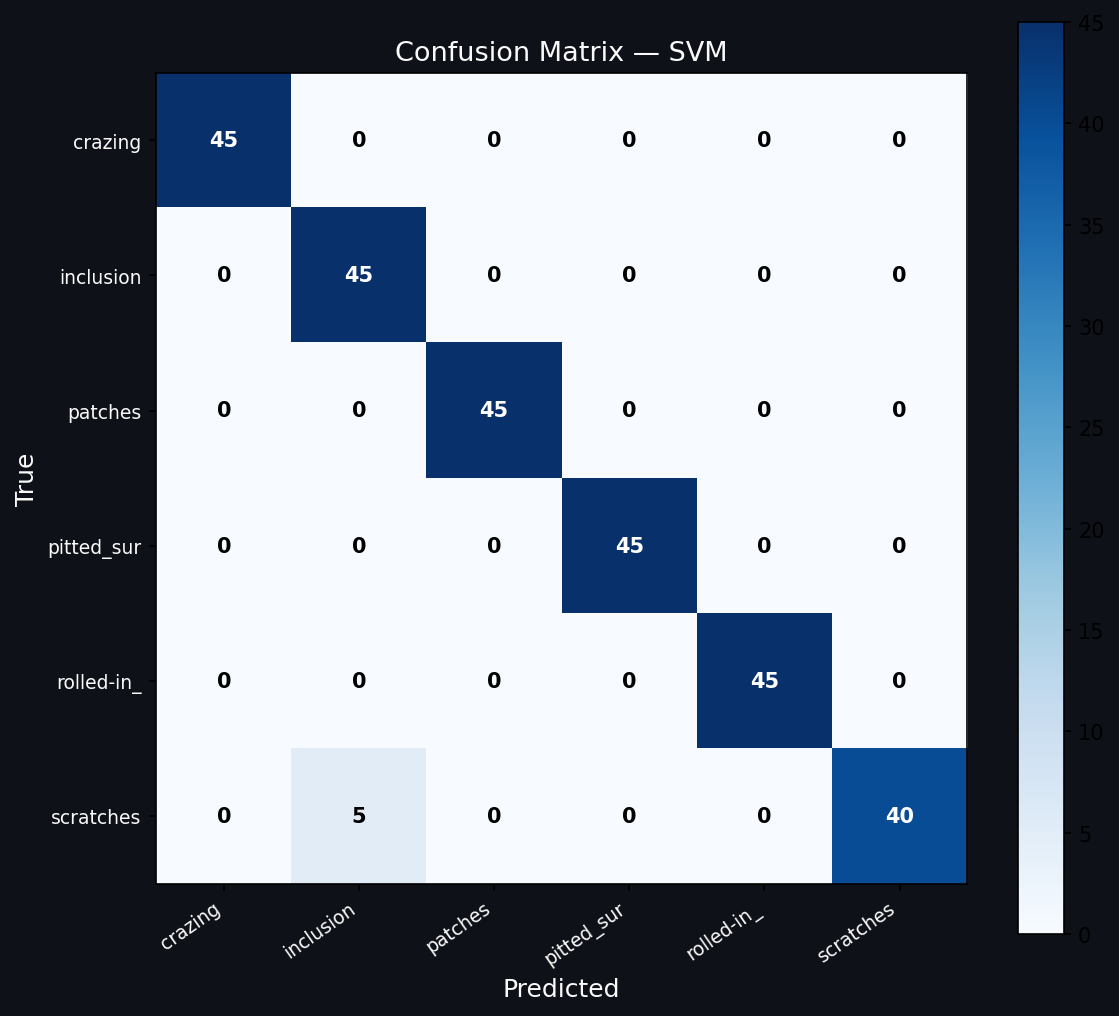 Confusion Matrix — SVM
True
crazing 45 0 0 0 0 0
inclusion 0 45 0 0 0 0
patches 0 0 45 0 0 0
pitted_sur 0 0 0 45 0 0
rolled-in_ 0 0 0 0 45 0
scratches 0 5 0 0 0 40
crazing inclusion patches pitted_sur rolled-in_ scratches
Predicted
45
40
35
30
25
20
15
10
5
0